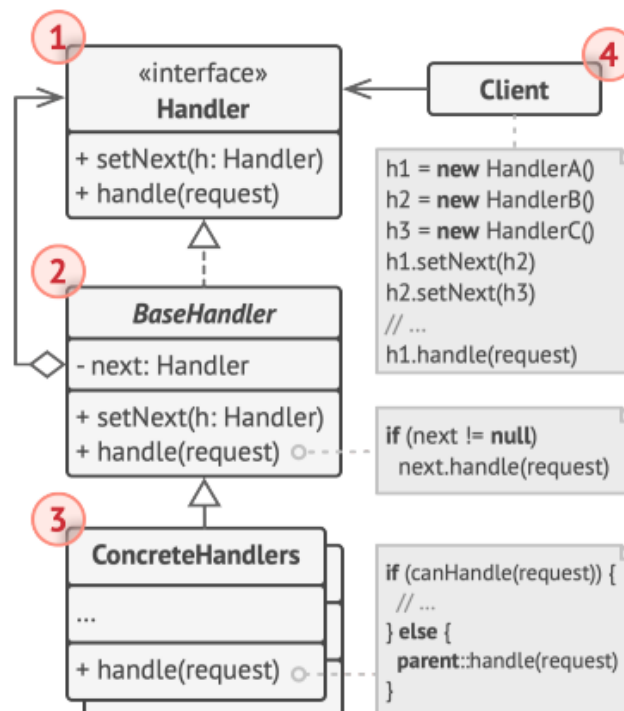 1
«interface»
Handler
+ setNext(h: Handler)
+ handle(request)
4
Client
h1 = new HandlerA()
h2 = new HandlerB()
h3 = new HandlerC()
h1.setNext(h2)
h2.setNext(h3)
// ...
h1.handle(request)
2
BaseHandler
- next: Handler
+ setNext(h: Handler)
+ handle(request)
if (next != null)
next.handle(request)
3
ConcreteHandlers
...
+ handle(request)
if (canHandle(request)) {
// ...
} else {
parent::handle(request)
}